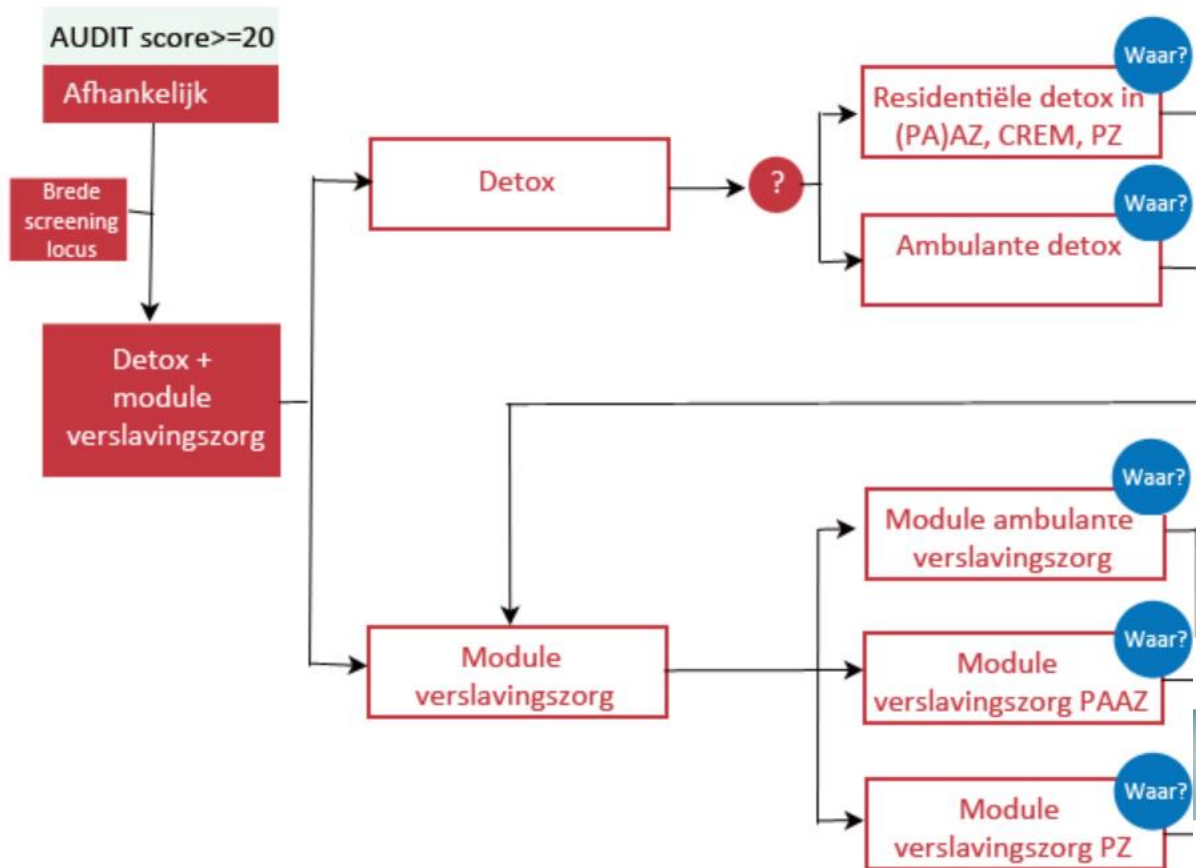 AUDIT score>=20
Afhankelijk
Brede
screening
locus
Detox +
module
verslavingszorg
Detox
?
Waar?
Residentiële detox in
(PA)AZ, CREM, PZ
Waar?
Ambulante detox
Module
verslavingszorg
Waar?
Module ambulante
verslavingszorg
Waar?
Module
verslavingszorg PAAZ
Waar?
Module
verslavingszorg PZ